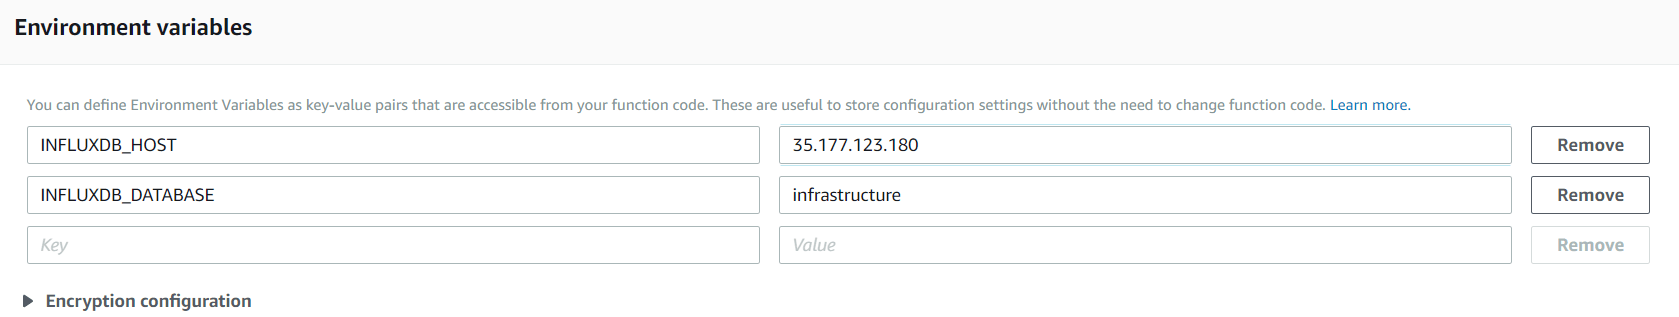 Environment variables
You can define Environment Variables as key-value pairs that are accessible from your function code. These are useful to store configuration settings without the need to change function code. Learn more.
INFLUXDB_HOST 35.177.123.180 Remove
INFLUXDB_DATABASE infrastructure Remove
Key Value Remove
Encryption configuration